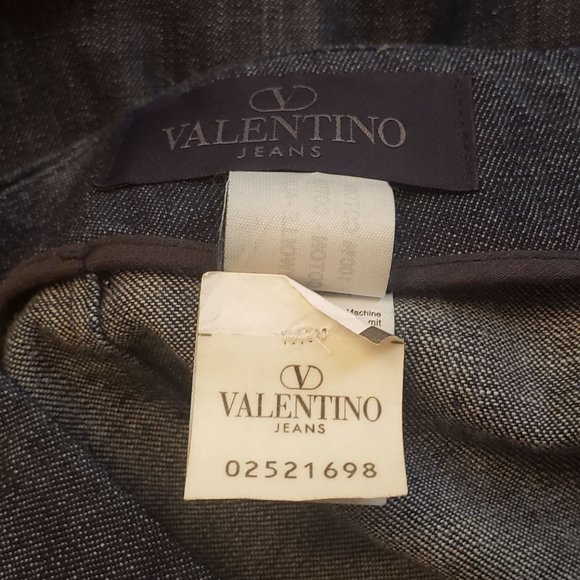 V
VALENTINO
JEANS
Machine
mit
V
VALENTINO
JEANS
02521698